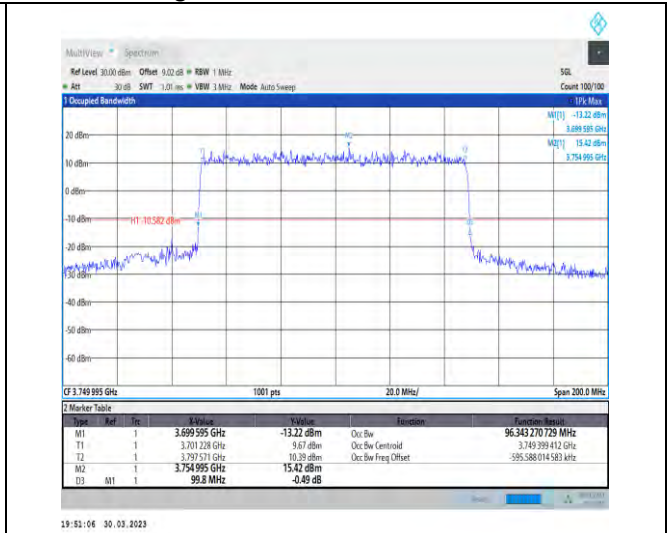 MultiView Spectrum
Ref Level 30.00 dBm Offset 9.02 dB RBW 1 MHz SGL
Att 30 dB SWT 1.01 ms VBW 3 MHz Mode Auto Sweep Count 100/100
1 Occupied Bandwidth 1Pk Max
M1[1] -13.22 dBm
3.699 595 GHz
M2[1] 15.42 dBm
3.754 995 GHz
20 dBm
10 dBm
0 dBm
-10 dBm
H1 -10.582 dBm
-20 dBm
-30 dBm
-40 dBm
-50 dBm
-60 dBm
M2
T1
T2
M1
D3
CF 3.749 995 GHz 1001 pts 20.0 MHz/ Span 200.0 MHz
2 Marker Table
Type Ref Trc X-Value Y-Value Function Function Result
M1 1 3.699 595 GHz -13.22 dBm Occ Bw 96.343 270 729 MHz
T1 1 3.701 228 GHz 9.67 dBm Occ Bw Centroid 3.749 399 412 GHz
T2 1 3.797 571 GHz 10.39 dBm Occ Bw Freq Offset -595.588 014 583 kHz
M2 1 3.754 995 GHz 15.42 dBm
D3 M1 1 99.8 MHz -0.49 dB
19:51:06 30.03.2023